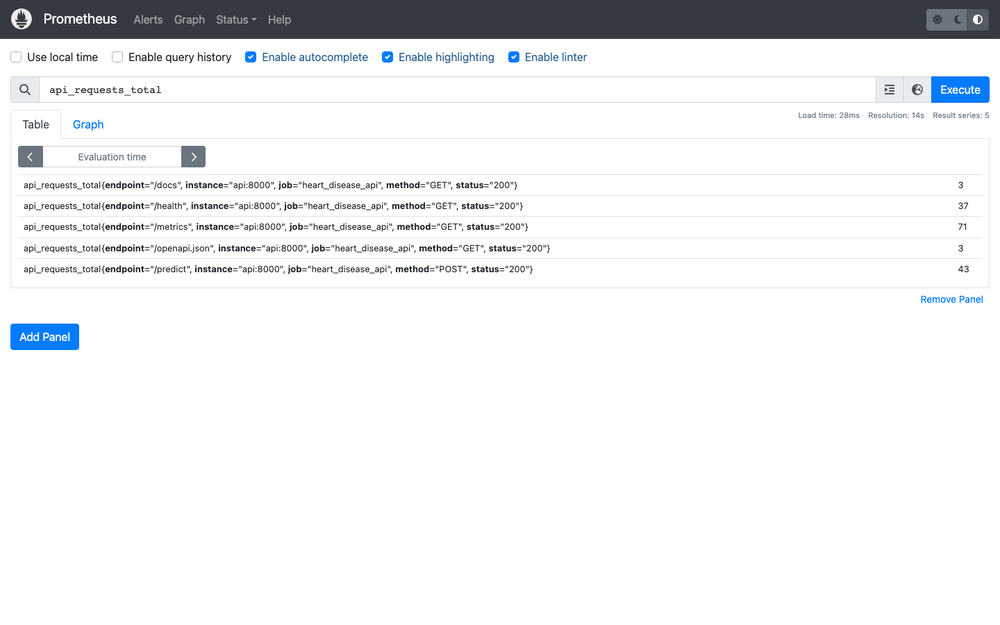 Prometheus Alerts Graph Status Help
Use local time Enable query history Enable autocomplete Enable highlighting Enable linter
api_requests_total Execute
Load time: 28ms Resolution: 14s Result series: 5
Table Graph
Evaluation time
api_requests_total{endpoint="/docs", instance="api:8000", job="heart_disease_api", method="GET", status="200"} 3
api_requests_total{endpoint="/health", instance="api:8000", job="heart_disease_api", method="GET", status="200"} 37
api_requests_total{endpoint="/metrics", instance="api:8000", job="heart_disease_api", method="GET", status="200"} 71
api_requests_total{endpoint="/openapi.json", instance="api:8000", job="heart_disease_api", method="GET", status="200"} 3
api_requests_total{endpoint="/predict", instance="api:8000", job="heart_disease_api", method="POST", status="200"} 43
Remove Panel
Add Panel